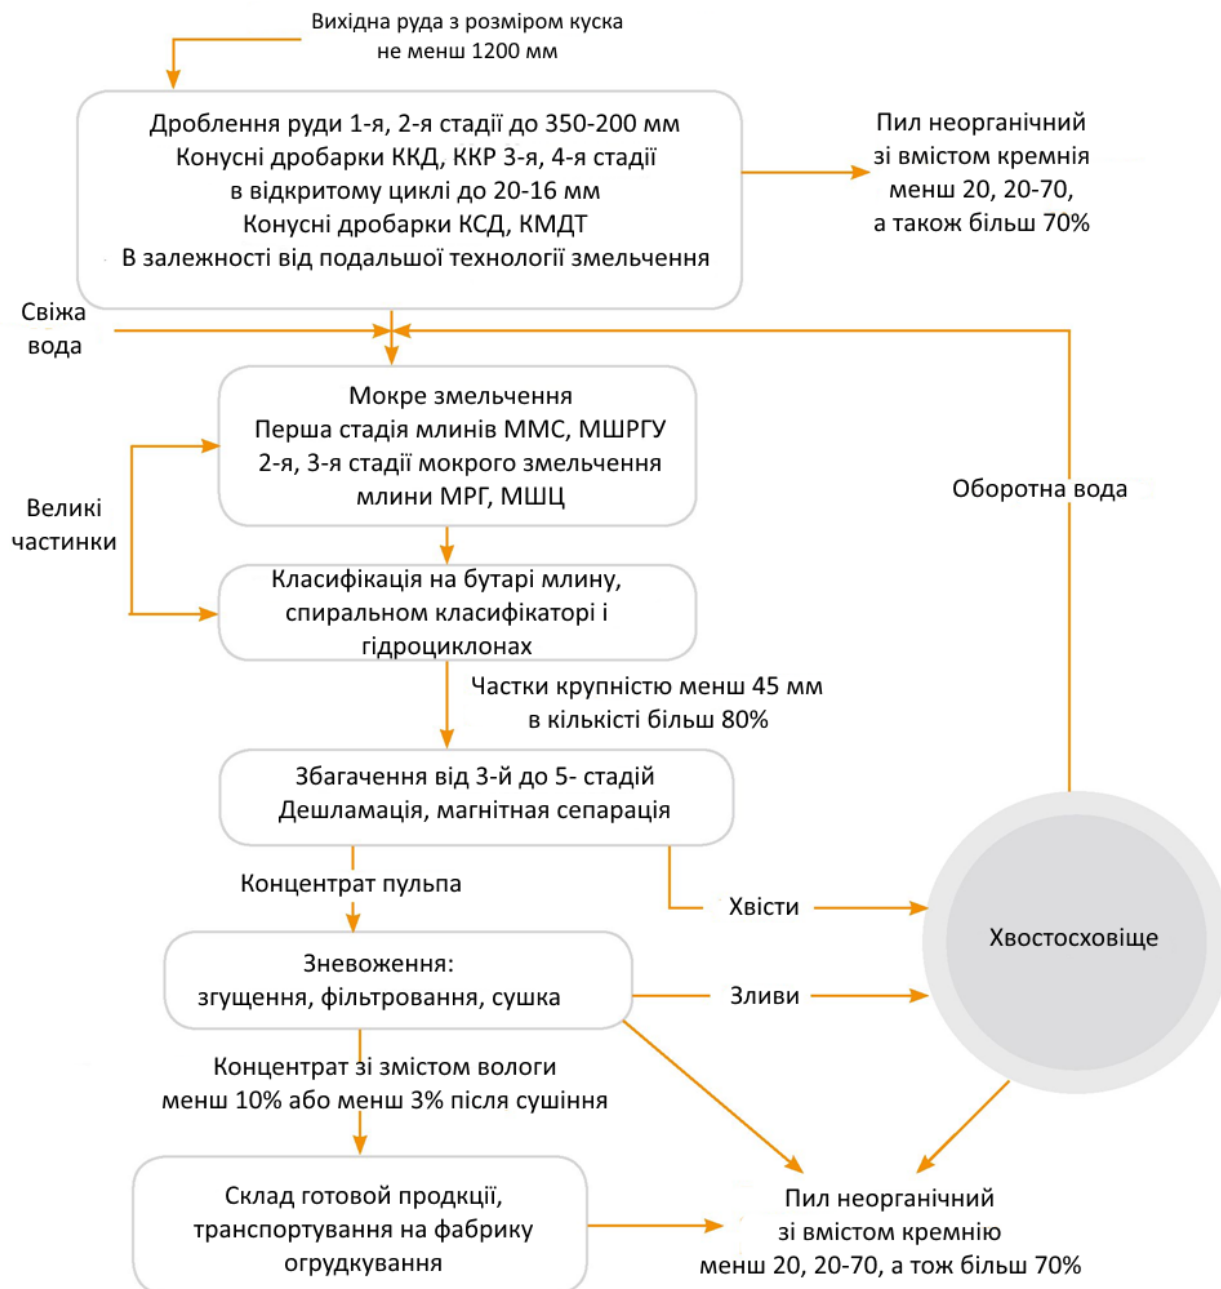 Вихідна руда з розміром куска
не менш 1200 мм
Дроблення руди 1-я, 2-я стадії до 350-200 мм
Конусні дробарки ККД, ККР 3-я, 4-я стадії
в відкритому циклі до 20-16 мм
Конусні дробарки КСД, КМДТ
В залежності від подальшої технології змельчення
Пил неорганічний
зі вмістом кремнія
менш 20, 20-70,
а також більш 70%
Свіжа
вода
Мокре змельчення
Перша стадія млинів ММС, МШРГУ
2-я, 3-я стадії мокрого змельчення
млини МРГ, МШЦ
Оборотна вода
Великі
частинки
Класифікація на бутарі млину,
спиральном класифікаторі і
гідроциклонах
Частки крупністю менш 45 мм
в кількісті більш 80%
Збагачення від 3-й до 5- стадій
Дешламація, магнітная сепарація
Концентрат пульпа
Хвісти
Хвостосховіще
Зневоження:
згущення, фільтровання, сушка
Зливи
Концентрат зі змістом вологи
менш 10% або менш 3% після сушіння
Склад готовой продкції,
транспортування на фабрику
огрудкування
Пил неорганічний
зі вмістом кремнію
менш 20, 20-70, а тож більш 70%